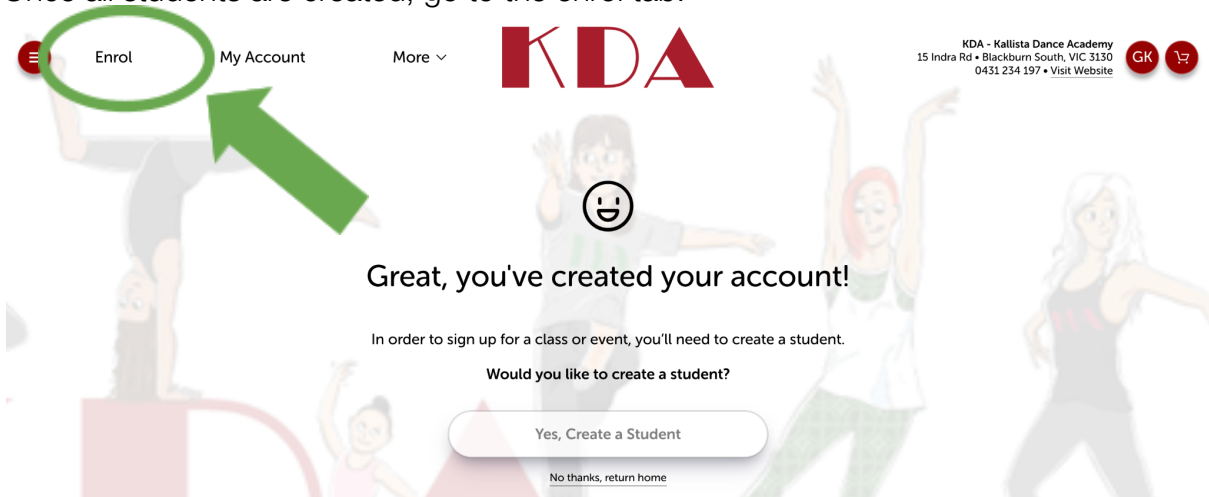 Once all students are created, go to the enrol tab.
Enrol My Account More KDA
KDA - Kallista Dance Academy
15 Indra Rd • Blackburn South, VIC 3130
0431 234 197 • Visit Website
GK
Great, you've created your account!
In order to sign up for a class or event, you'll need to create a student.
Would you like to create a student?
Yes, Create a Student
No thanks, return home